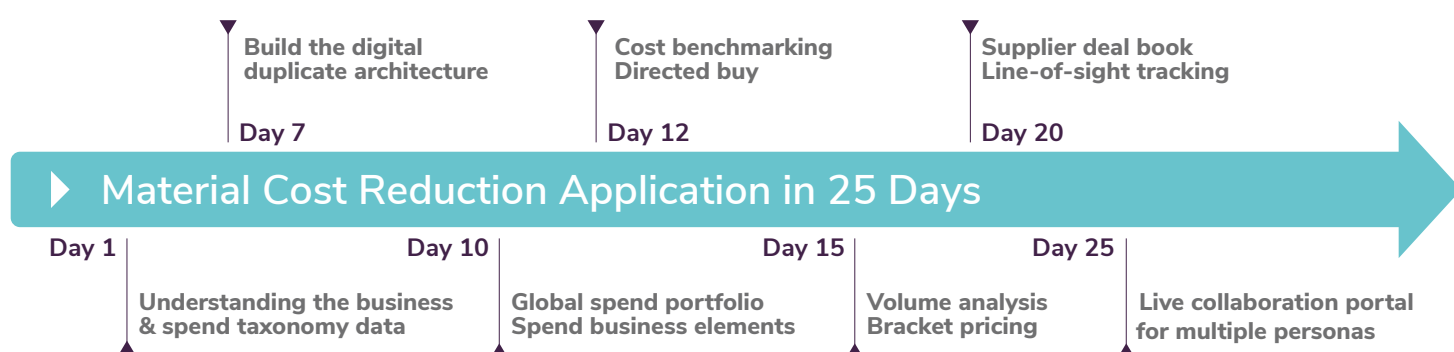 Build the digital
duplicate architecture
Day 7
Cost benchmarking
Directed buy
Day 12
Supplier deal book
Line-of-sight tracking
Day 20
Material Cost Reduction Application in 25 Days
Day 1
Understanding the business
& spend taxonomy data
Day 10
Global spend portfolio
Spend business elements
Day 15
Volume analysis
Bracket pricing
Day 25
Live collaboration portal
for multiple personas